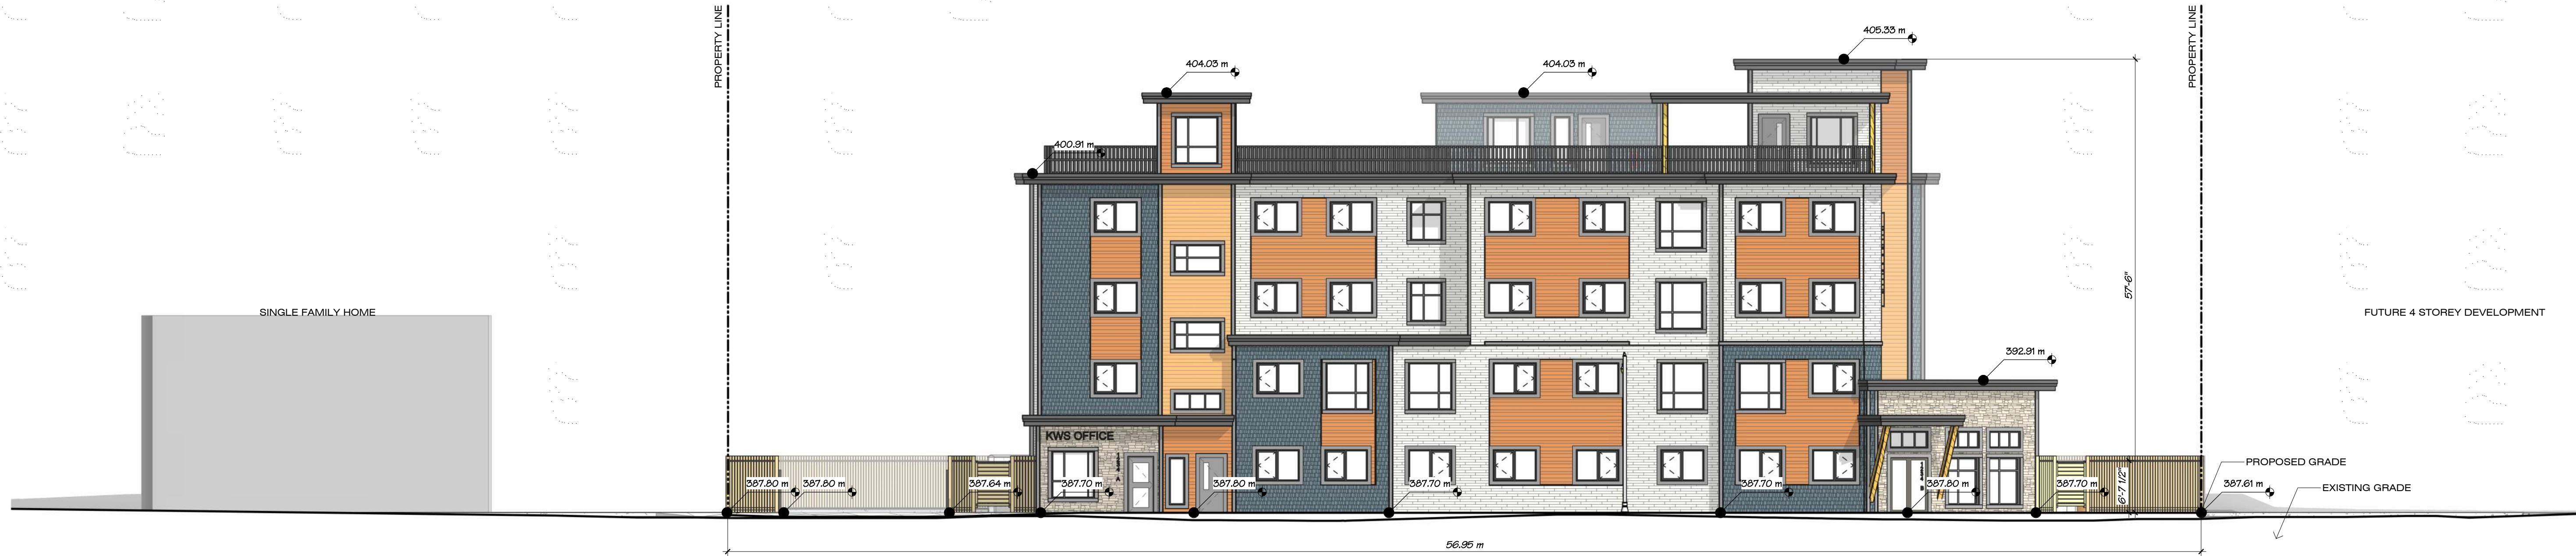 PROPERTY LINE
PROPERTY LINE
405.33 m
404.03 m
404.03 m
400.91 m
57'-6"
SINGLE FAMILY HOME
FUTURE 4 STOREY DEVELOPMENT
392.91 m
KWS OFFICE
PROPOSED GRADE
EXISTING GRADE
6'-7 1/2"
387.80 m
387.80 m
387.64 m
387.70 m
387.80 m
387.70 m
387.70 m
387.80 m
387.70 m
387.61 m
56.95 m